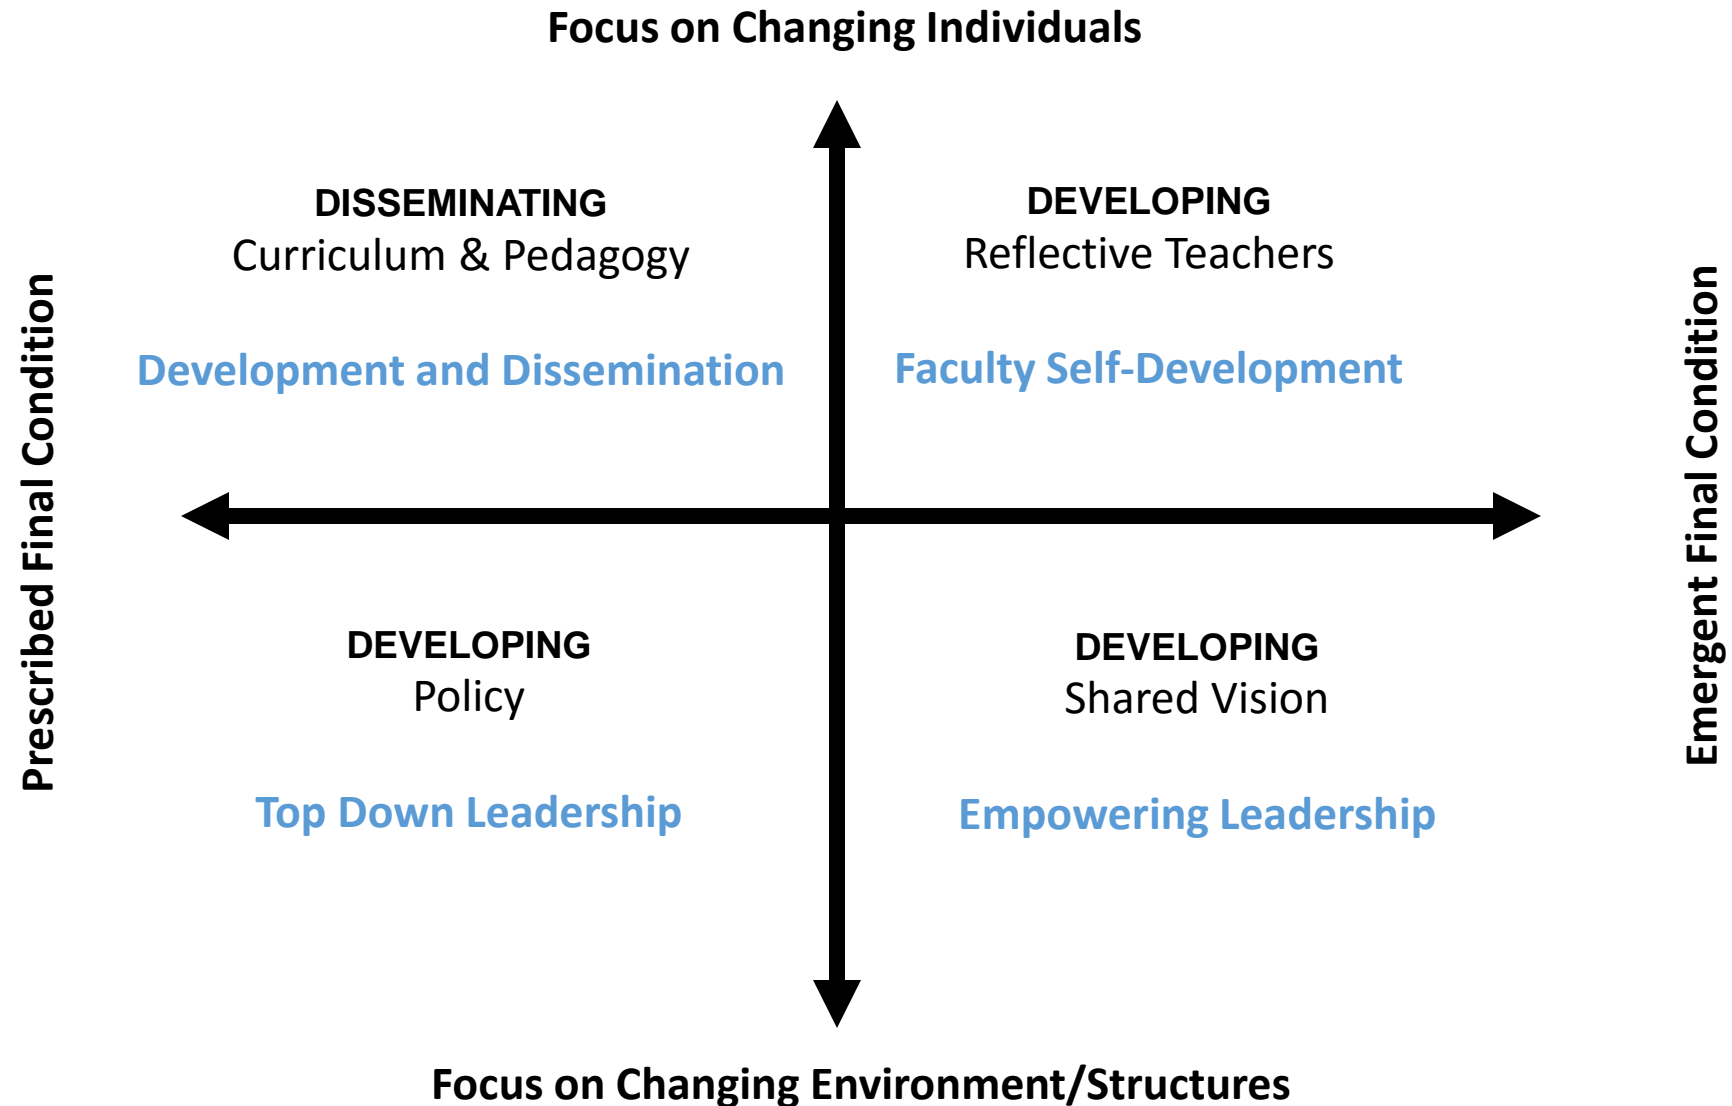 Focus on Changing Individuals
DISSEMINATING
Curriculum & Pedagogy
Development and Dissemination
DEVELOPING
Reflective Teachers
Faculty Self-Development
Prescribed Final Condition
Emergent Final Condition
DEVELOPING
Policy
Top Down Leadership
DEVELOPING
Shared Vision
Empowering Leadership
Focus on Changing Environment/Structures